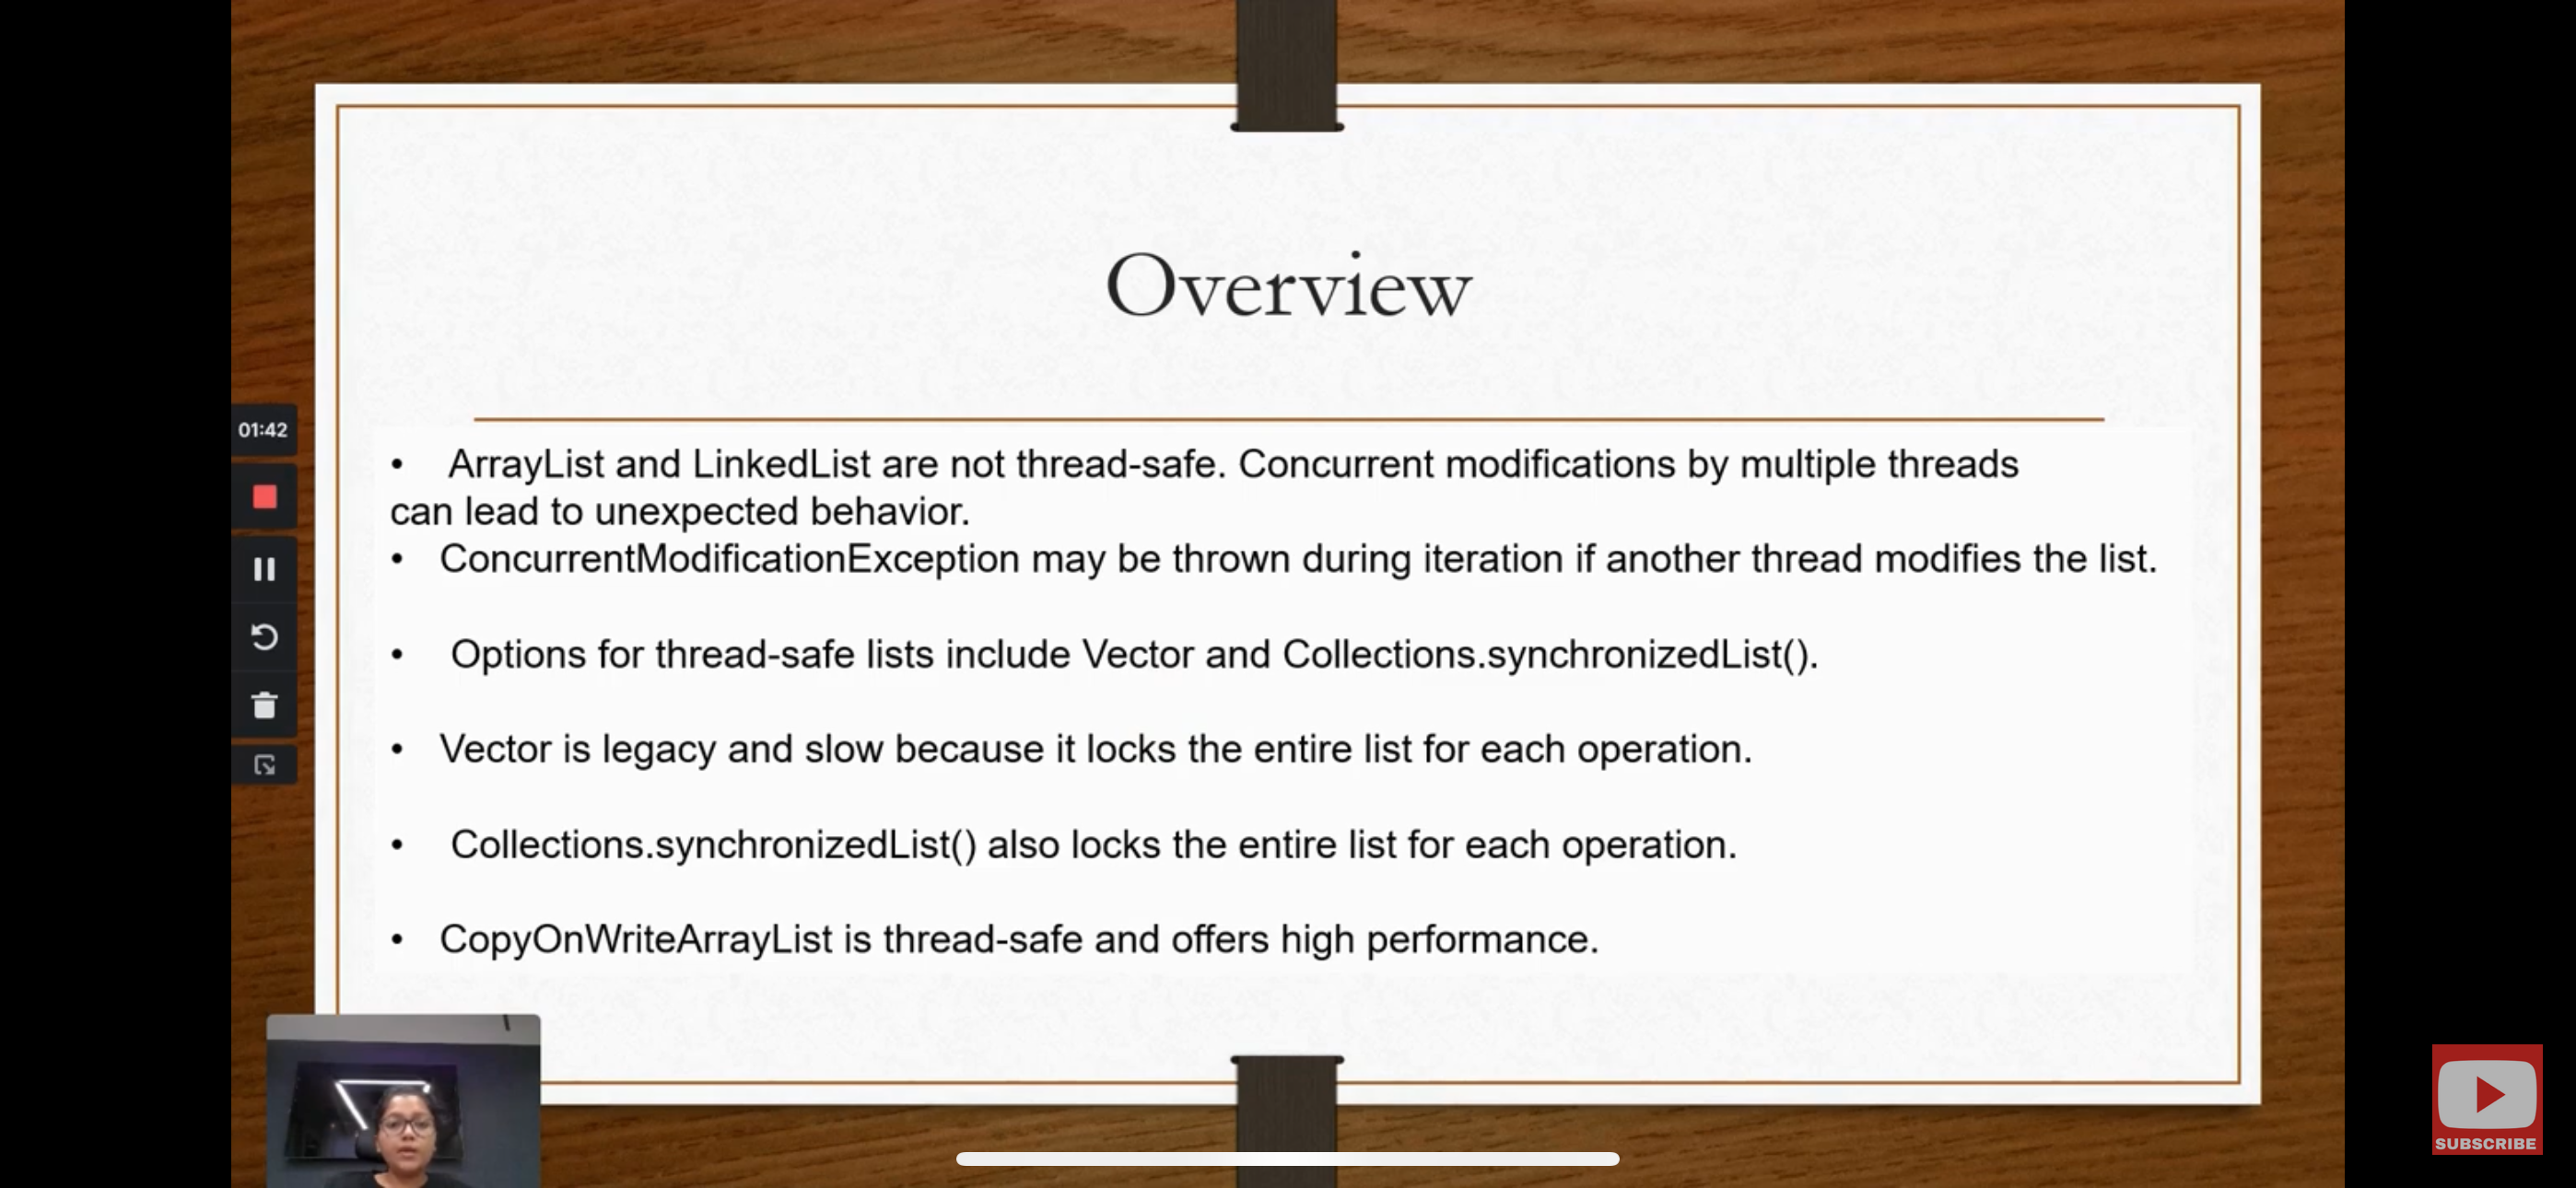 Overview
01:42
• ArrayList and LinkedList are not thread-safe. Concurrent modifications by multiple threads
can lead to unexpected behavior.
• ConcurrentModificationException may be thrown during iteration if another thread modifies the list.
• Options for thread-safe lists include Vector and Collections.synchronizedList().
• Vector is legacy and slow because it locks the entire list for each operation.
• Collections.synchronizedList() also locks the entire list for each operation.
• CopyOnWriteArrayList is thread-safe and offers high performance.
SUBSCRIBE